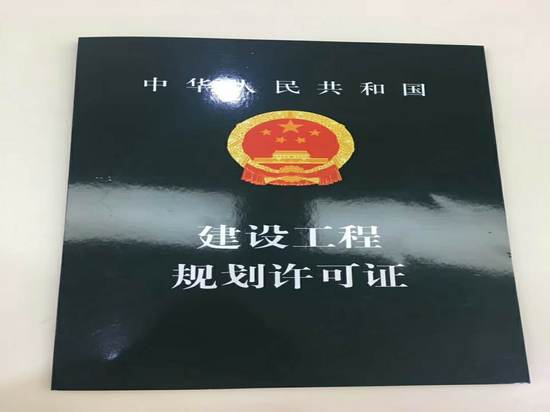 中华人民共和国
建设工程
规划许可证